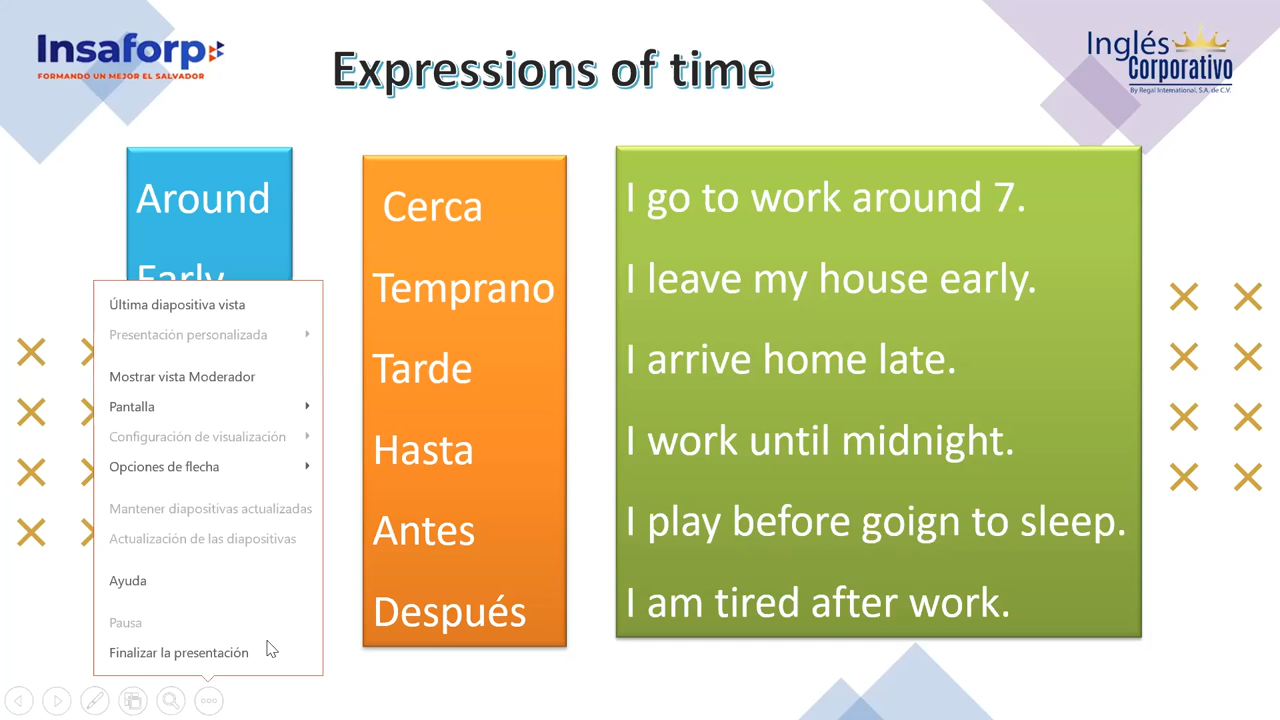 Insaforp
FORMANDO UN MEJOR EL SALVADOR
Expressions of time
Inglés
Corporativo
By Regal International, S.A. de C.V.
Around
Early
Cerca
Temprano
Tarde
Hasta
Antes
Después
I go to work around 7.
I leave my house early.
I arrive home late.
I work until midnight.
I play before goign to sleep.
I am tired after work.
Última diapositiva vista
Presentación personalizada
Mostrar vista Moderador
Pantalla
Configuración de visualización
Opciones de flecha
Mantener diapositivas actualizadas
Actualización de las diapositivas
Ayuda
Pausa
Finalizar la presentación